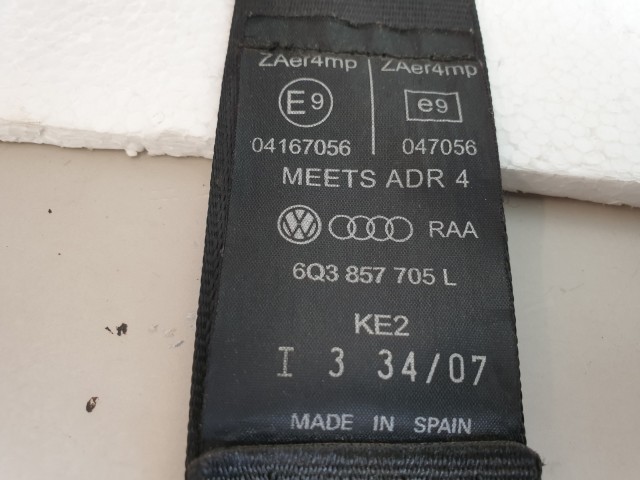 ZAer4mp ZAer4mp
E9 e9
04167056 047056
MEETS ADR 4
VW RAA
6Q3 857 705 L
KE2
I 3 34/07
MADE IN SPAIN